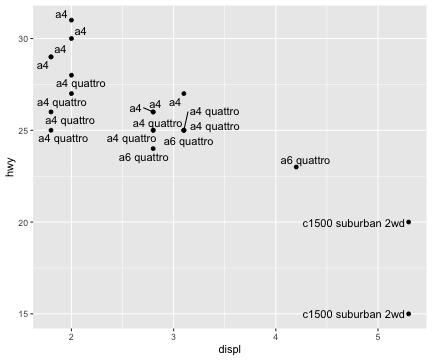 a4
a4
30
a4
a4
a4 quattro
a4 quattro
a4 a4 a4
a4 quattro
a4 quattro
a4 quattro
a4 quattro
25
a4 quattro
a4 quattro
a4 quattro
a6 quattro
a6 quattro
a6 quattro
hwy
20
c1500 suburban 2wd
15
c1500 suburban 2wd
2 3 4 5
displ